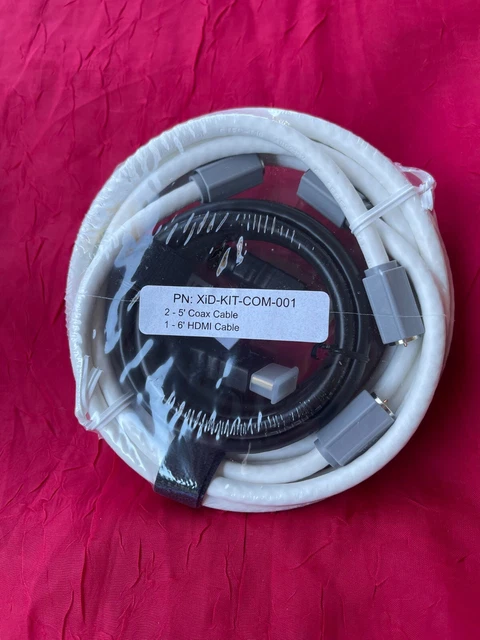 PN: XiD-KIT-COM-001
2 - 5' Coax Cable
1 - 6' HDMI Cable